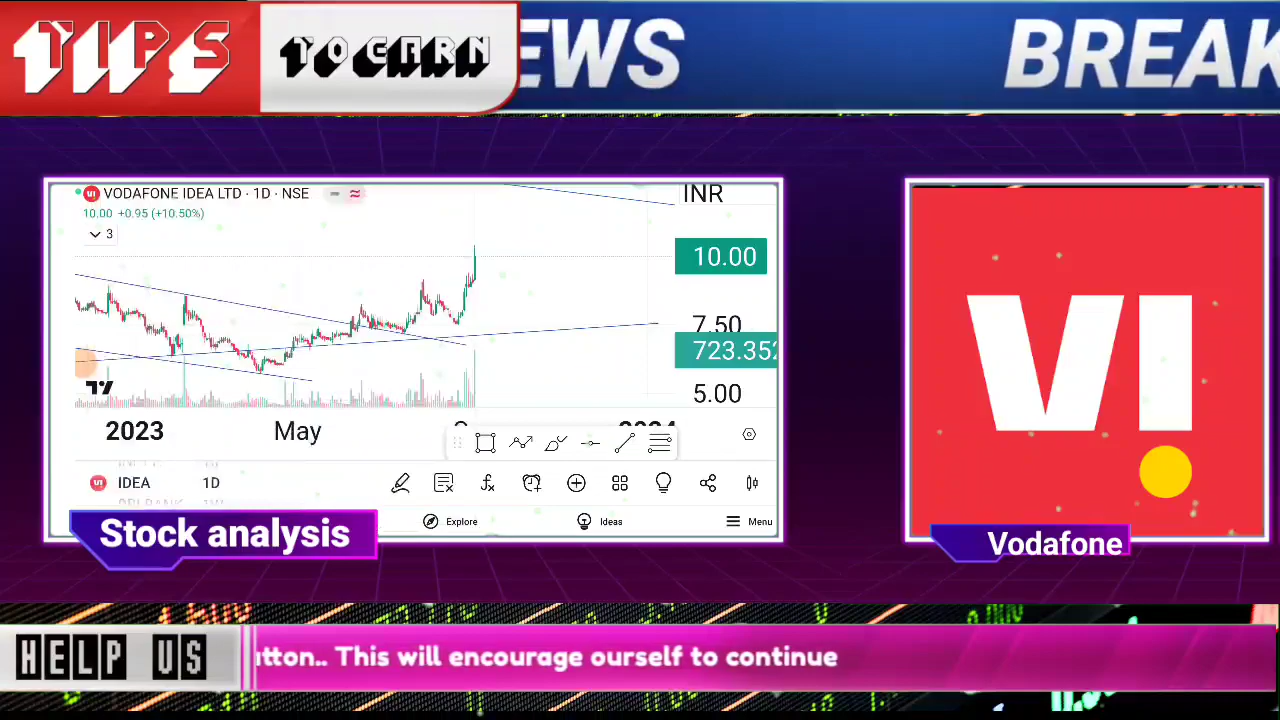 TIPS
TO EARN
EWS
BREAK
VODAFONE IDEA LTD · 1D · NSE
INR
10.00 +0.95 (+10.50%)
3
10.00
7.50
723.352
5.00
2023
May
2024
IDEA
1D
Explore
Ideas
Menu
Stock analysis
VI
Vodafone
HELP US
utton.. This will encourage ourself to continue